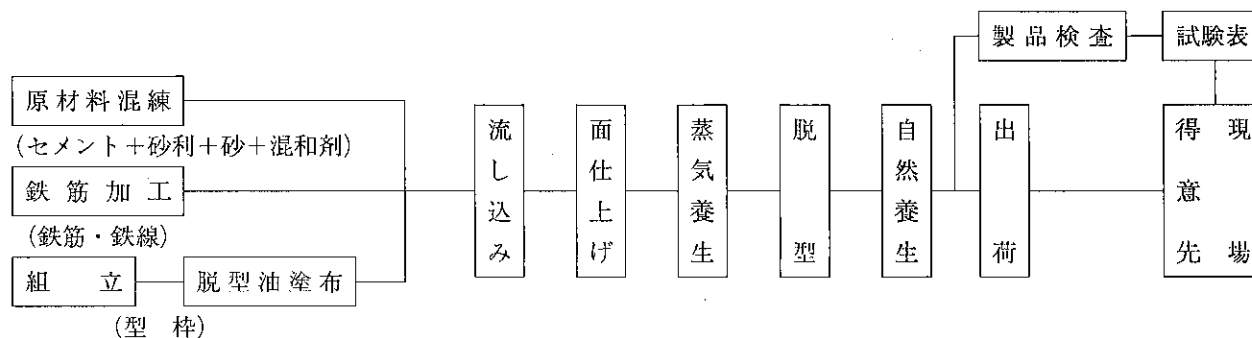 製品検査
試験表
原材料混練
(セメント+砂利+砂+混和剤)
鉄筋加工
(鉄筋・鉄線)
組立
脱型油塗布
(型枠)
流し込み
面仕上げ
蒸気養生
脱型
自然養生
出荷
現場
得意先